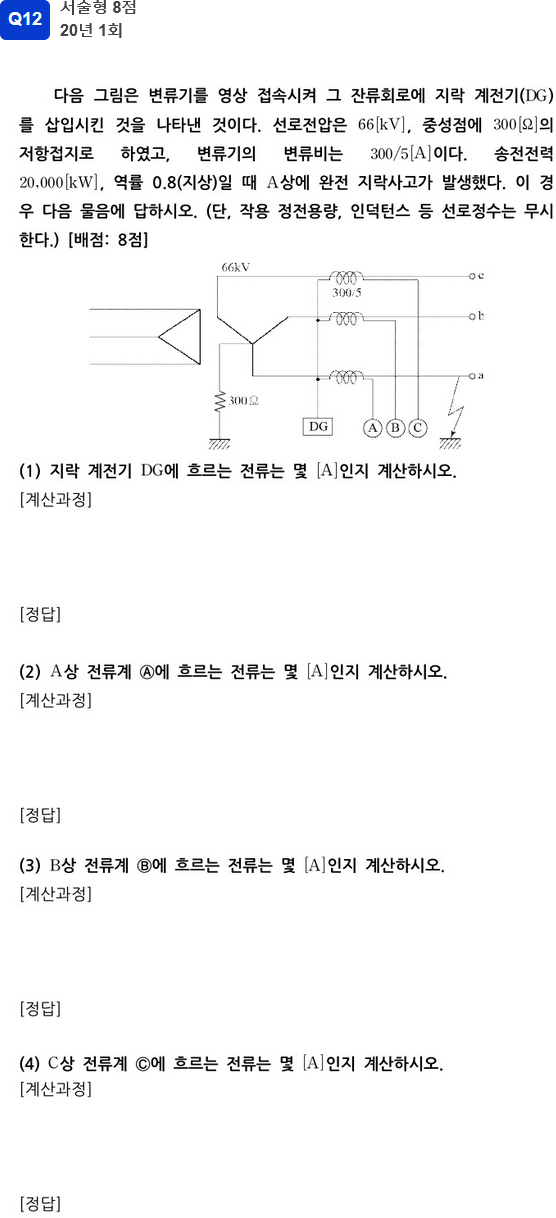 Q12
서술형 8점
20년 1회
다음 그림은 변류기를 영상 접속시켜 그 잔류회로에 지락 계전기(DG)
를 삽입시킨 것을 나타낸 것이다. 선로전압은 66[kV], 중성점에 300[Ω]의
저항접지로 하였고, 변류기의 변류비는 300/5[A]이다. 송전전력
20,000[kW], 역률 0.8(지상)일 때 A상에 완전 지락사고가 발생했다. 이 경
우 다음 물음에 답하시오. (단, 작용 정전용량, 인덕턴스 등 선로정수는 무시
한다.) [배점: 8점]
66kV
c
300/5
b
a
300Ω
DG
A
B
C
(1) 지락 계전기 DG에 흐르는 전류는 몇 [A]인지 계산하시오.
[계산과정]
[정답]
(2) A상 전류계 Ⓐ에 흐르는 전류는 몇 [A]인지 계산하시오.
[계산과정]
[정답]
(3) B상 전류계 Ⓑ에 흐르는 전류는 몇 [A]인지 계산하시오.
[계산과정]
[정답]
(4) C상 전류계 Ⓒ에 흐르는 전류는 몇 [A]인지 계산하시오.
[계산과정]
[정답]